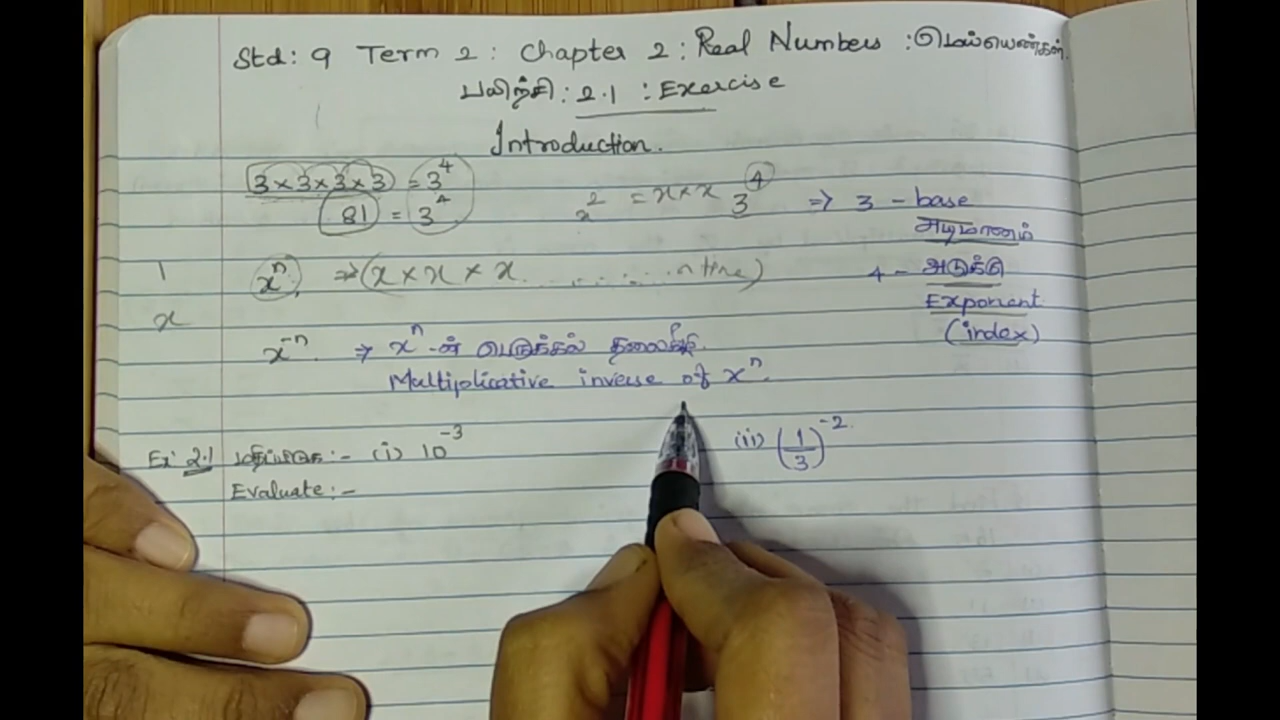 Std: 9 Term 2 : Chapter 2 : Real Numbers : மெய்யெண்கள்.
பயிற்சி : 2.1 : Exercise
Introduction.
3×3×3×3 = 3⁴
81 = 3⁴
x² = x×x
3⁴ ⇒ 3 - base
அடிமானம்
4 - அடுக்கு
Exponent
(index)
1
x
xⁿ ⇒ (x × x × x ........... n time)
x⁻ⁿ ⇒ xⁿ -ன் பெருக்கல் தலைகீழி.
Multiplicative inverse of xⁿ.
Ex: 2.1 மதிப்பிடுக :- (i) 10⁻³ (ii) (1/3)⁻².
Evaluate :-